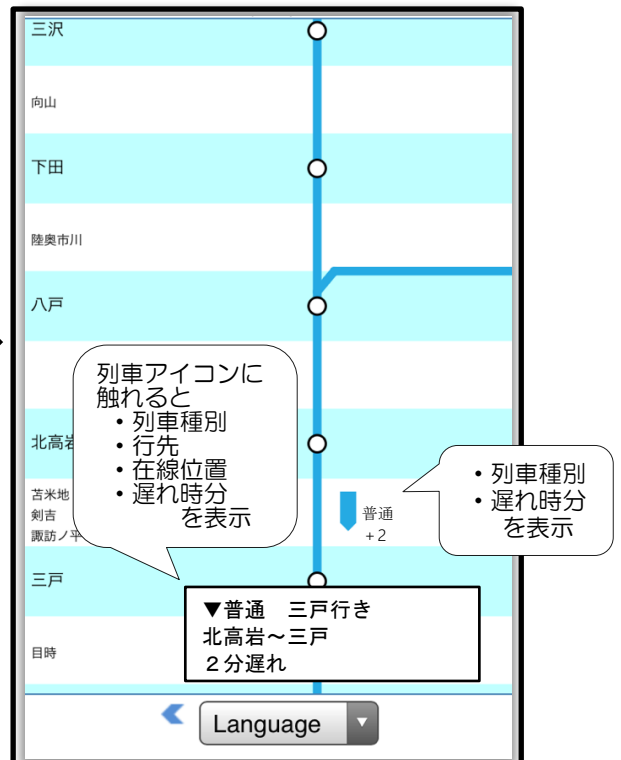 三沢
向山
下田
陸奥市川
八戸
列車アイコンに
触れると
・列車種別
・行先
・在線位置
・遅れ時分
を表示
北高岩
苫米地
剣吉
諏訪ノ平
普通
+2
・列車種別
・遅れ時分
を表示
三戸
▼普通 三戸行き
北高岩～三戸
２分遅れ
目時
Language